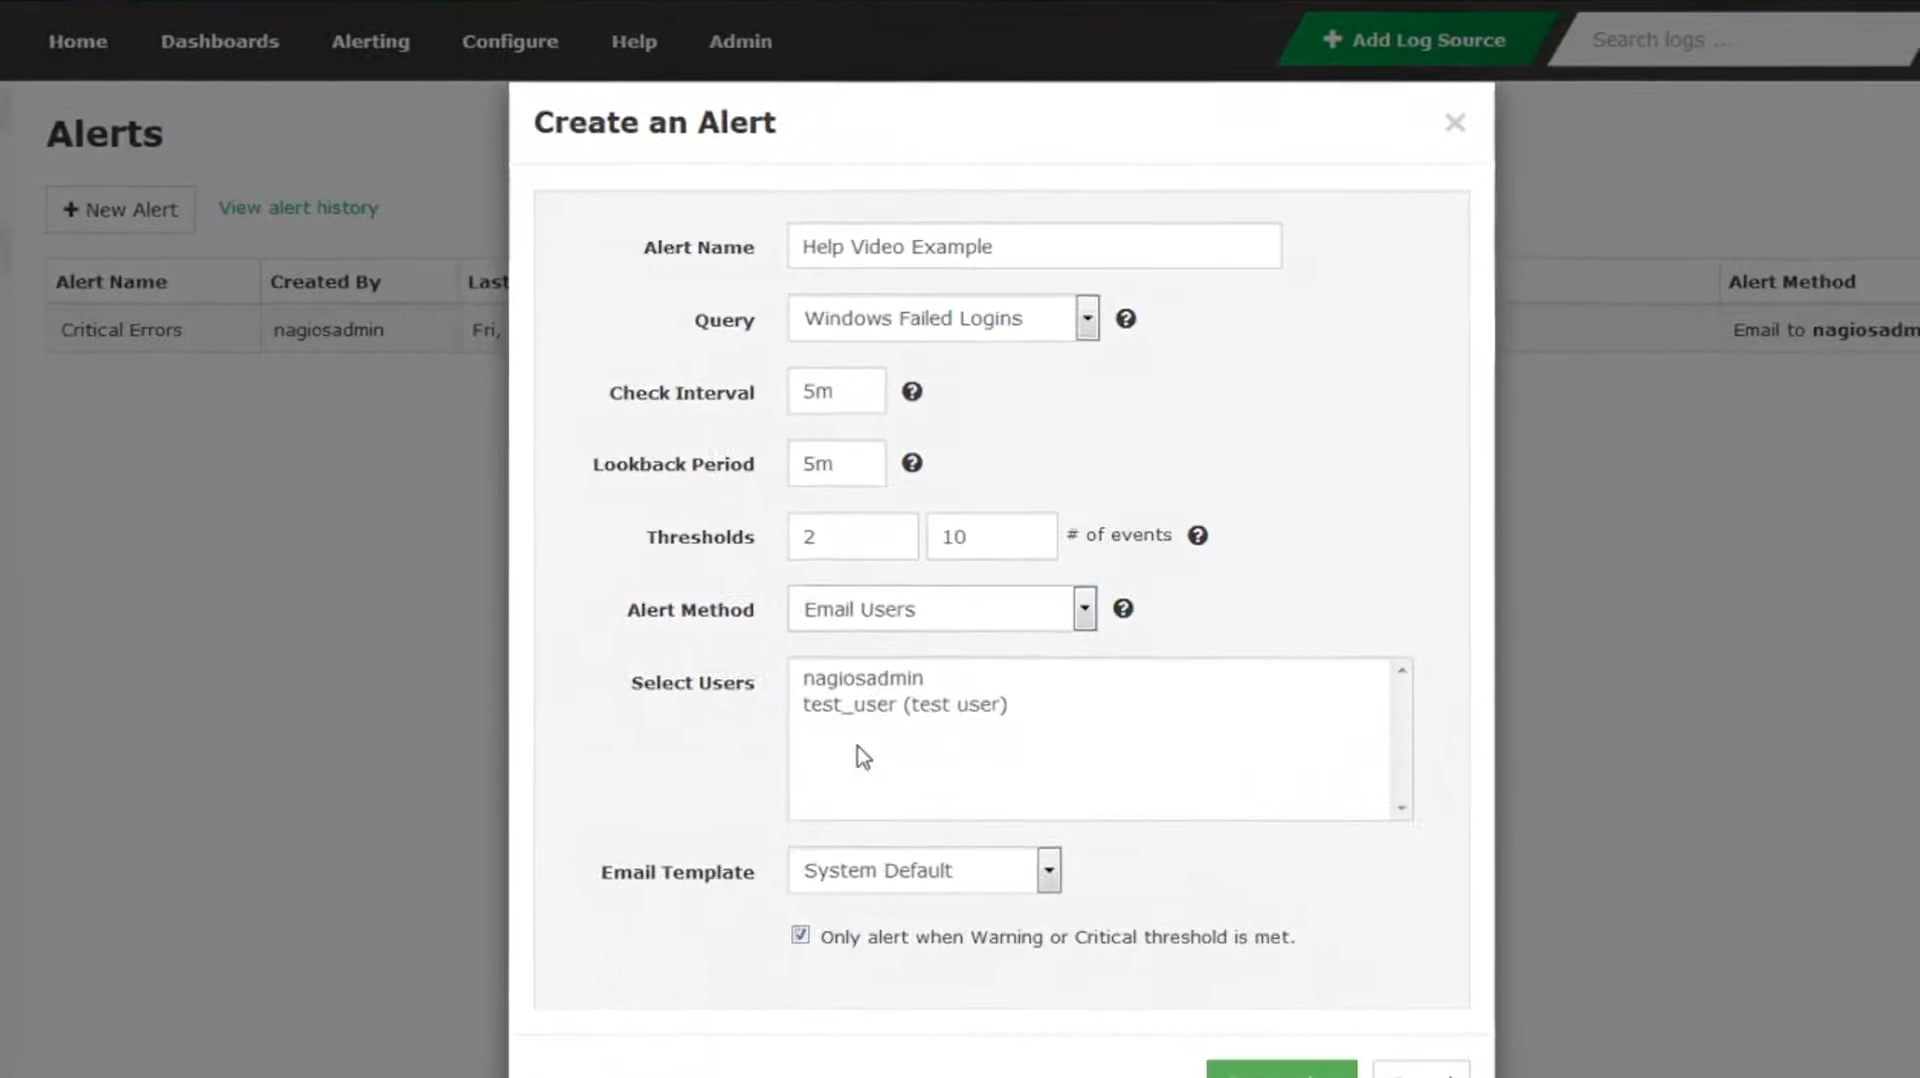 Home Dashboards Alerting Configure Help Admin + Add Log Source Search logs ...
Alerts
+ New Alert View alert history
Alert Name Created By Last Alert Method
Critical Errors nagiosadmin Fri, Email to nagiosadm
Create an Alert ×
Alert Name Help Video Example
Query Windows Failed Logins ?
Check Interval 5m ?
Lookback Period 5m ?
Thresholds 2 10 # of events ?
Alert Method Email Users ?
Select Users nagiosadmin
test_user (test user)
Email Template System Default
Only alert when Warning or Critical threshold is met.